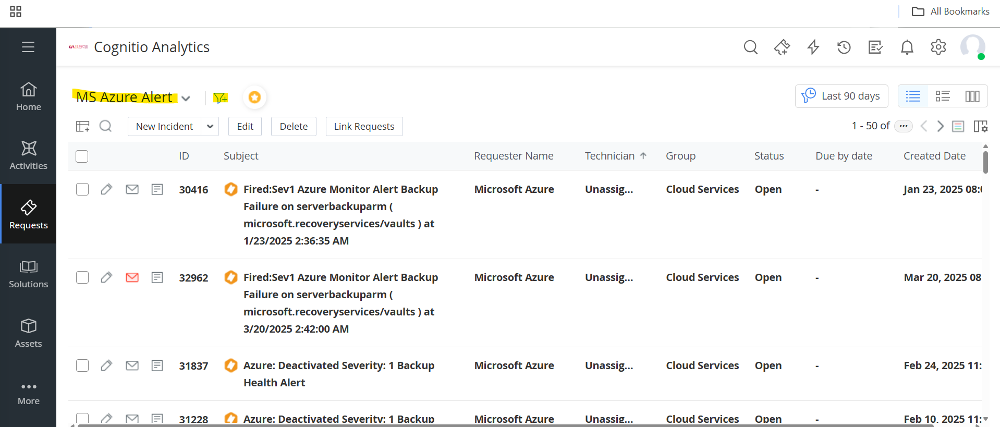 All Bookmarks
Cognitio Analytics
MS Azure Alert
Last 90 days
New Incident Edit Delete Link Requests 1 - 50 of
ID Subject Requester Name Technician Group Status Due by date Created Date
30416 Fired:Sev1 Azure Monitor Alert Backup Microsoft Azure Unassig... Cloud Services Open - Jan 23, 2025 08:
Failure on serverbackuparm (
microsoft.recoveryservices/vaults ) at
1/23/2025 2:36:35 AM
32962 Fired:Sev1 Azure Monitor Alert Backup Microsoft Azure Unassig... Cloud Services Open - Mar 20, 2025 08
Failure on serverbackuparm (
microsoft.recoveryservices/vaults ) at
3/20/2025 2:42:00 AM
31837 Azure: Deactivated Severity: 1 Backup Microsoft Azure Unassig... Cloud Services Open - Feb 24, 2025 11:
Health Alert
31228 Azure: Deactivated Severity: 1 Backup Microsoft Azure Unassig... Cloud Services Open - Feb 10, 2025 11:
Home
Activities
Requests
Solutions
Assets
More